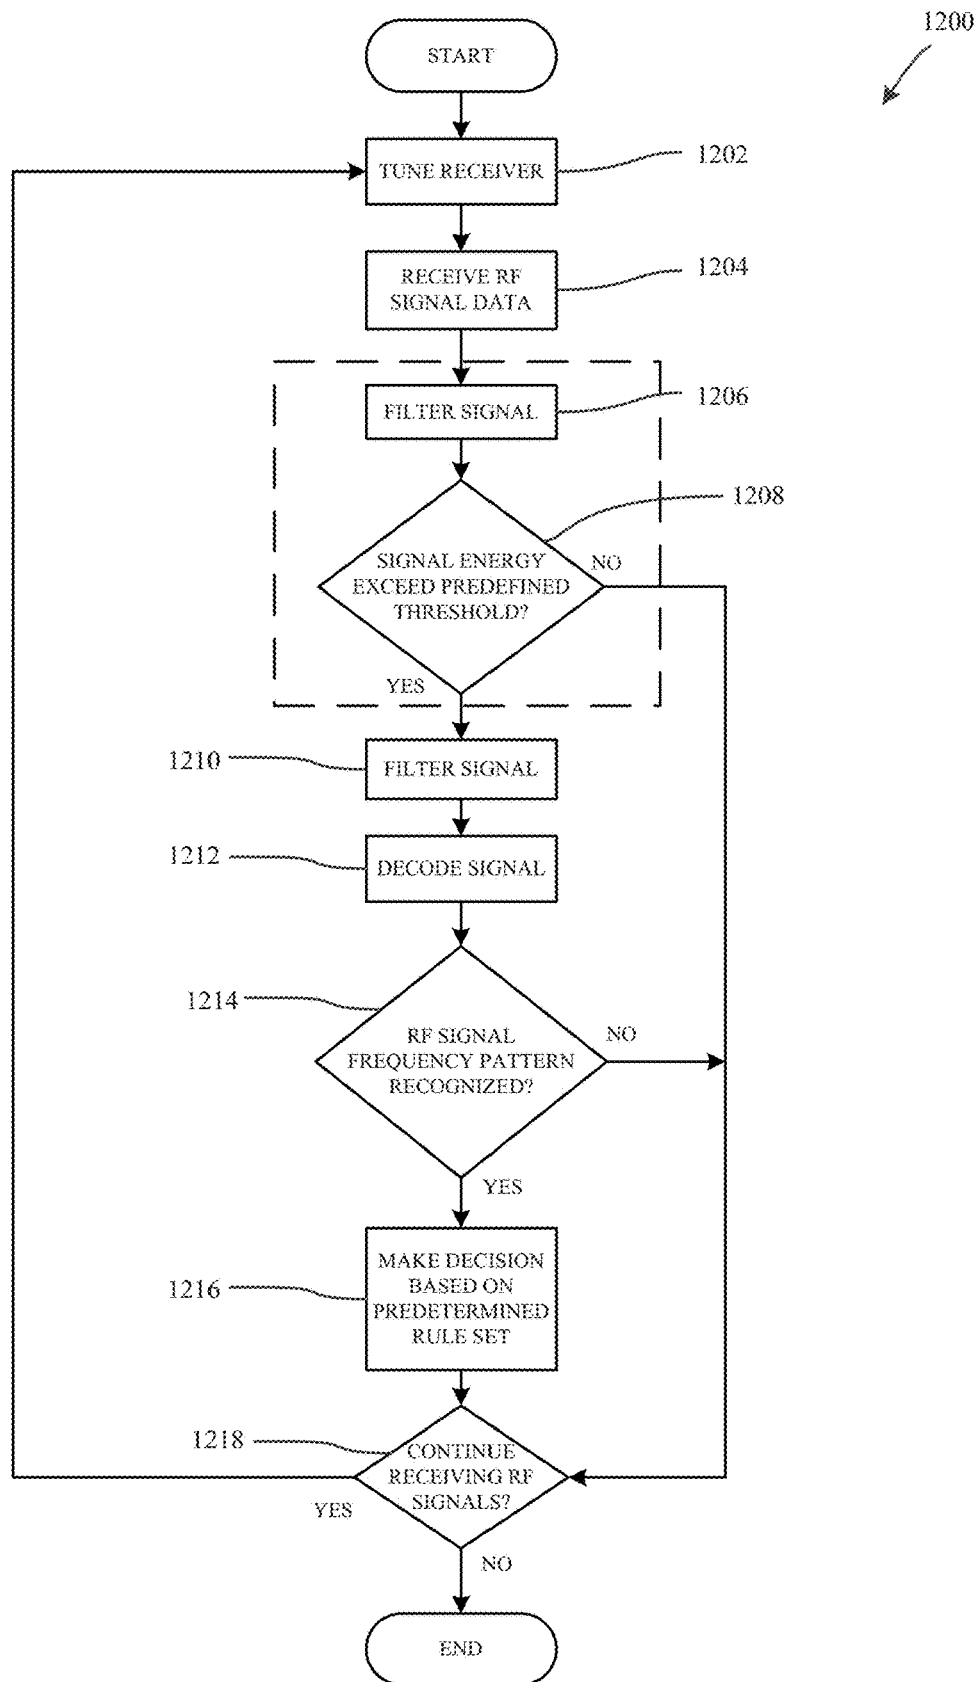 1200
START
TUNE RECEIVER
1202
RECEIVE RF
SIGNAL DATA
1204
FILTER SIGNAL
1206
1208
SIGNAL ENERGY
EXCEED PREDEFINED
THRESHOLD?
NO
YES
1210
FILTER SIGNAL
1212
DECODE SIGNAL
1214
RF SIGNAL
FREQUENCY PATTERN
RECOGNIZED?
NO
YES
1216
MAKE DECISION
BASED ON
PREDETERMINED
RULE SET
1218
CONTINUE
RECEIVING RF
SIGNALS?
YES
NO
END